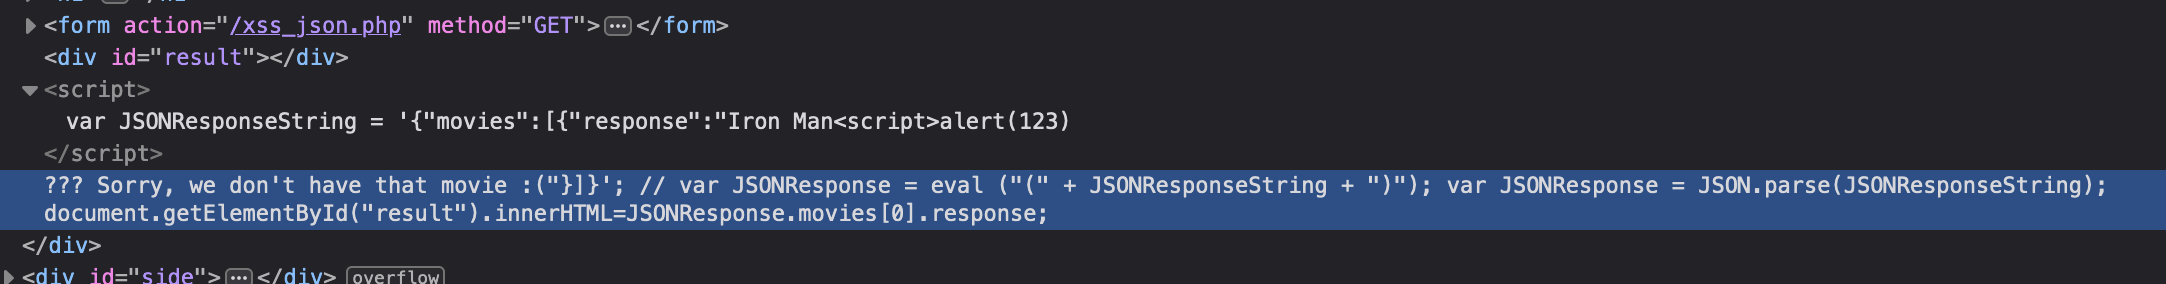 <form action="/xss_json.php" method="GET">···</form>
<div id="result"></div>
<script>
var JSONResponseString = '{"movies":[{"response":"Iron Man<script>alert(123)
</script>
??? Sorry, we don't have that movie :("}]}'; // var JSONResponse = eval ("(" + JSONResponseString + ")"); var JSONResponse = JSON.parse(JSONResponseString);
document.getElementById("result").innerHTML=JSONResponse.movies[0].response;
</div>
<div id="side">···</div> overflow